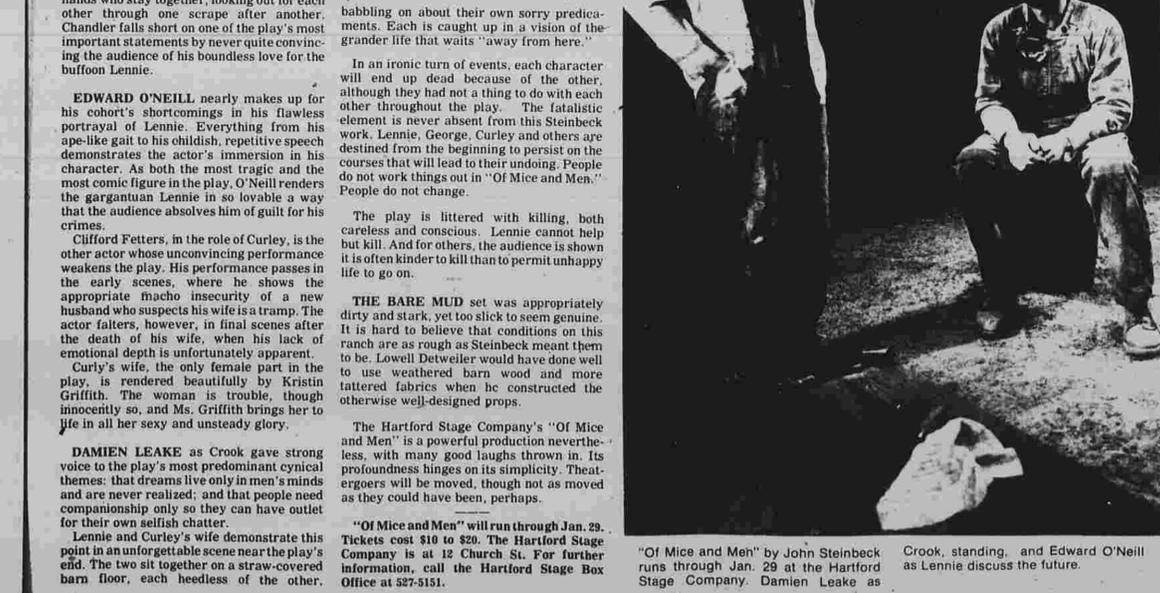 hands who stay together, looking out for each
other through one scrape after another.
Chandler falls short on one of the play's most
important statements by never quite convinc-
ing the audience of his boundless love for the
buffoon Lennie.
EDWARD O'NEILL nearly makes up for
his cohort's shortcomings in his flawless
portrayal of Lennie. Everything from his
ape-like gait to his childish, repetitive speech
demonstrates the actor's immersion in his
character. As both the most tragic and the
most comic figure in the play, O'Neill renders
the gargantuan Lennie in so lovable a way
that the audience absolves him of guilt for his
crimes.
Clifford Fetters, in the role of Curley, is the
other actor whose unconvincing performance
weakens the play. His performance passes in
the early scenes, where he shows the
appropriate macho insecurity of a new
husband who suspects his wife is a tramp. The
actor falters, however, in final scenes after
the death of his wife, when his lack of
emotional depth is unfortunately apparent.
Curly's wife, the only female part in the
play, is rendered beautifully by Kristin
Griffith. The woman is trouble, though
innocently so, and Ms. Griffith brings her to
life in all her sexy and unsteady glory.
DAMIEN LEAKE as Crook gave strong
voice to the play's most predominant cynical
themes: that dreams live only in men's minds
and are never realized; and that people need
companionship only so they can have outlet
for their own selfish chatter.
Lennie and Curley's wife demonstrate this
point in an unforgettable scene near the play's
end. The two sit together on a straw-covered
barn floor, each heedless of the other,
babbling on about their own sorry predica-
ments. Each is caught up in a vision of the
grander life that waits "away from here."
In an ironic turn of events, each character
will end up dead because of the other,
although they had not a thing to do with each
other throughout the play. The fatalistic
element is never absent from this Steinbeck
work. Lennie, George, Curley and others are
destined from the beginning to persist on the
courses that will lead to their undoing. People
do not work things out in "Of Mice and Men."
People do not change.
The play is littered with killing, both
careless and conscious. Lennie cannot help
but kill. And for others, the audience is shown
it is often kinder to kill than to permit unhappy
life to go on.
THE BARE MUD set was appropriately
dirty and stark, yet too slick to seem genuine.
It is hard to believe that conditions on this
ranch are as rough as Steinbeck meant them
to be. Lowell Detweiler would have done well
to use weathered barn wood and more
tattered fabrics when he constructed the
otherwise well-designed props.
The Hartford Stage Company's "Of Mice
and Men" is a powerful production neverthe-
less, with many good laughs thrown in. Its
profoundness hinges on its simplicity. Theat-
ergoers will be moved, though not as moved
as they could have been, perhaps.
"Of Mice and Men" will run through Jan. 29.
Tickets cost $10 to $20. The Hartford Stage
Company is at 12 Church St. For further
information, call the Hartford Stage Box
Office at 527-5151.
"Of Mice and Men" by John Steinbeck
runs through Jan. 29 at the Hartford
Stage Company. Damien Leake as
Crook, standing, and Edward O'Neill
as Lennie discuss the future.